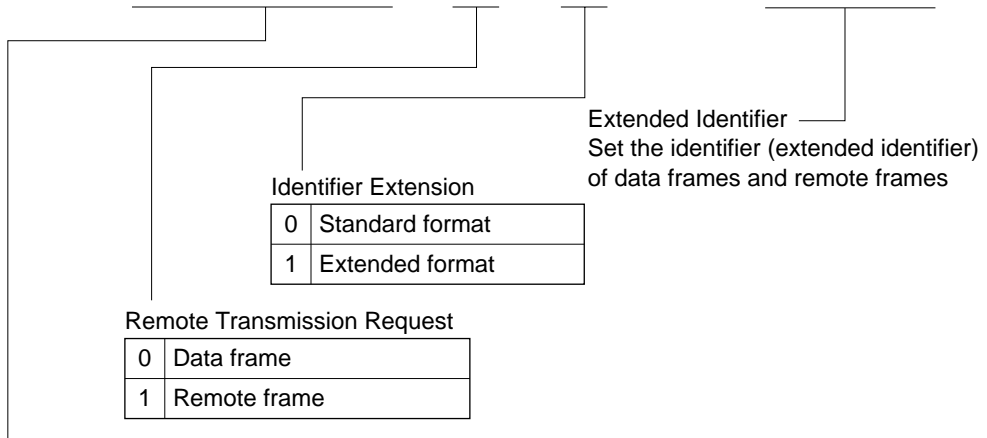 Extended Identifier
Set the identifier (extended identifier)
of data frames and remote frames
Identifier Extension
0 Standard format
1 Extended format
Remote Transmission Request
0 Data frame
1 Remote frame